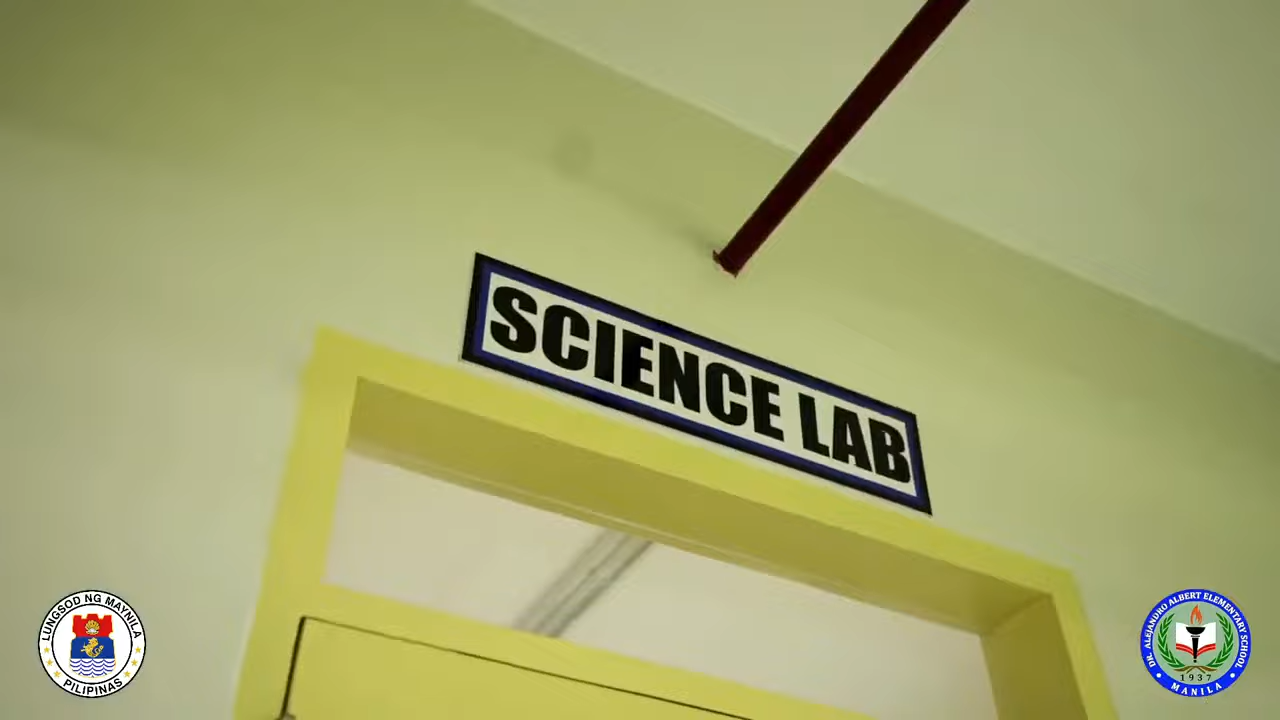 SCIENCE LAB
LUNGSOD NG MAYNILA
PILIPINAS
DR. ALEJANDRO ALBERT ELEMENTARY SCHOOL
1937
MANILA